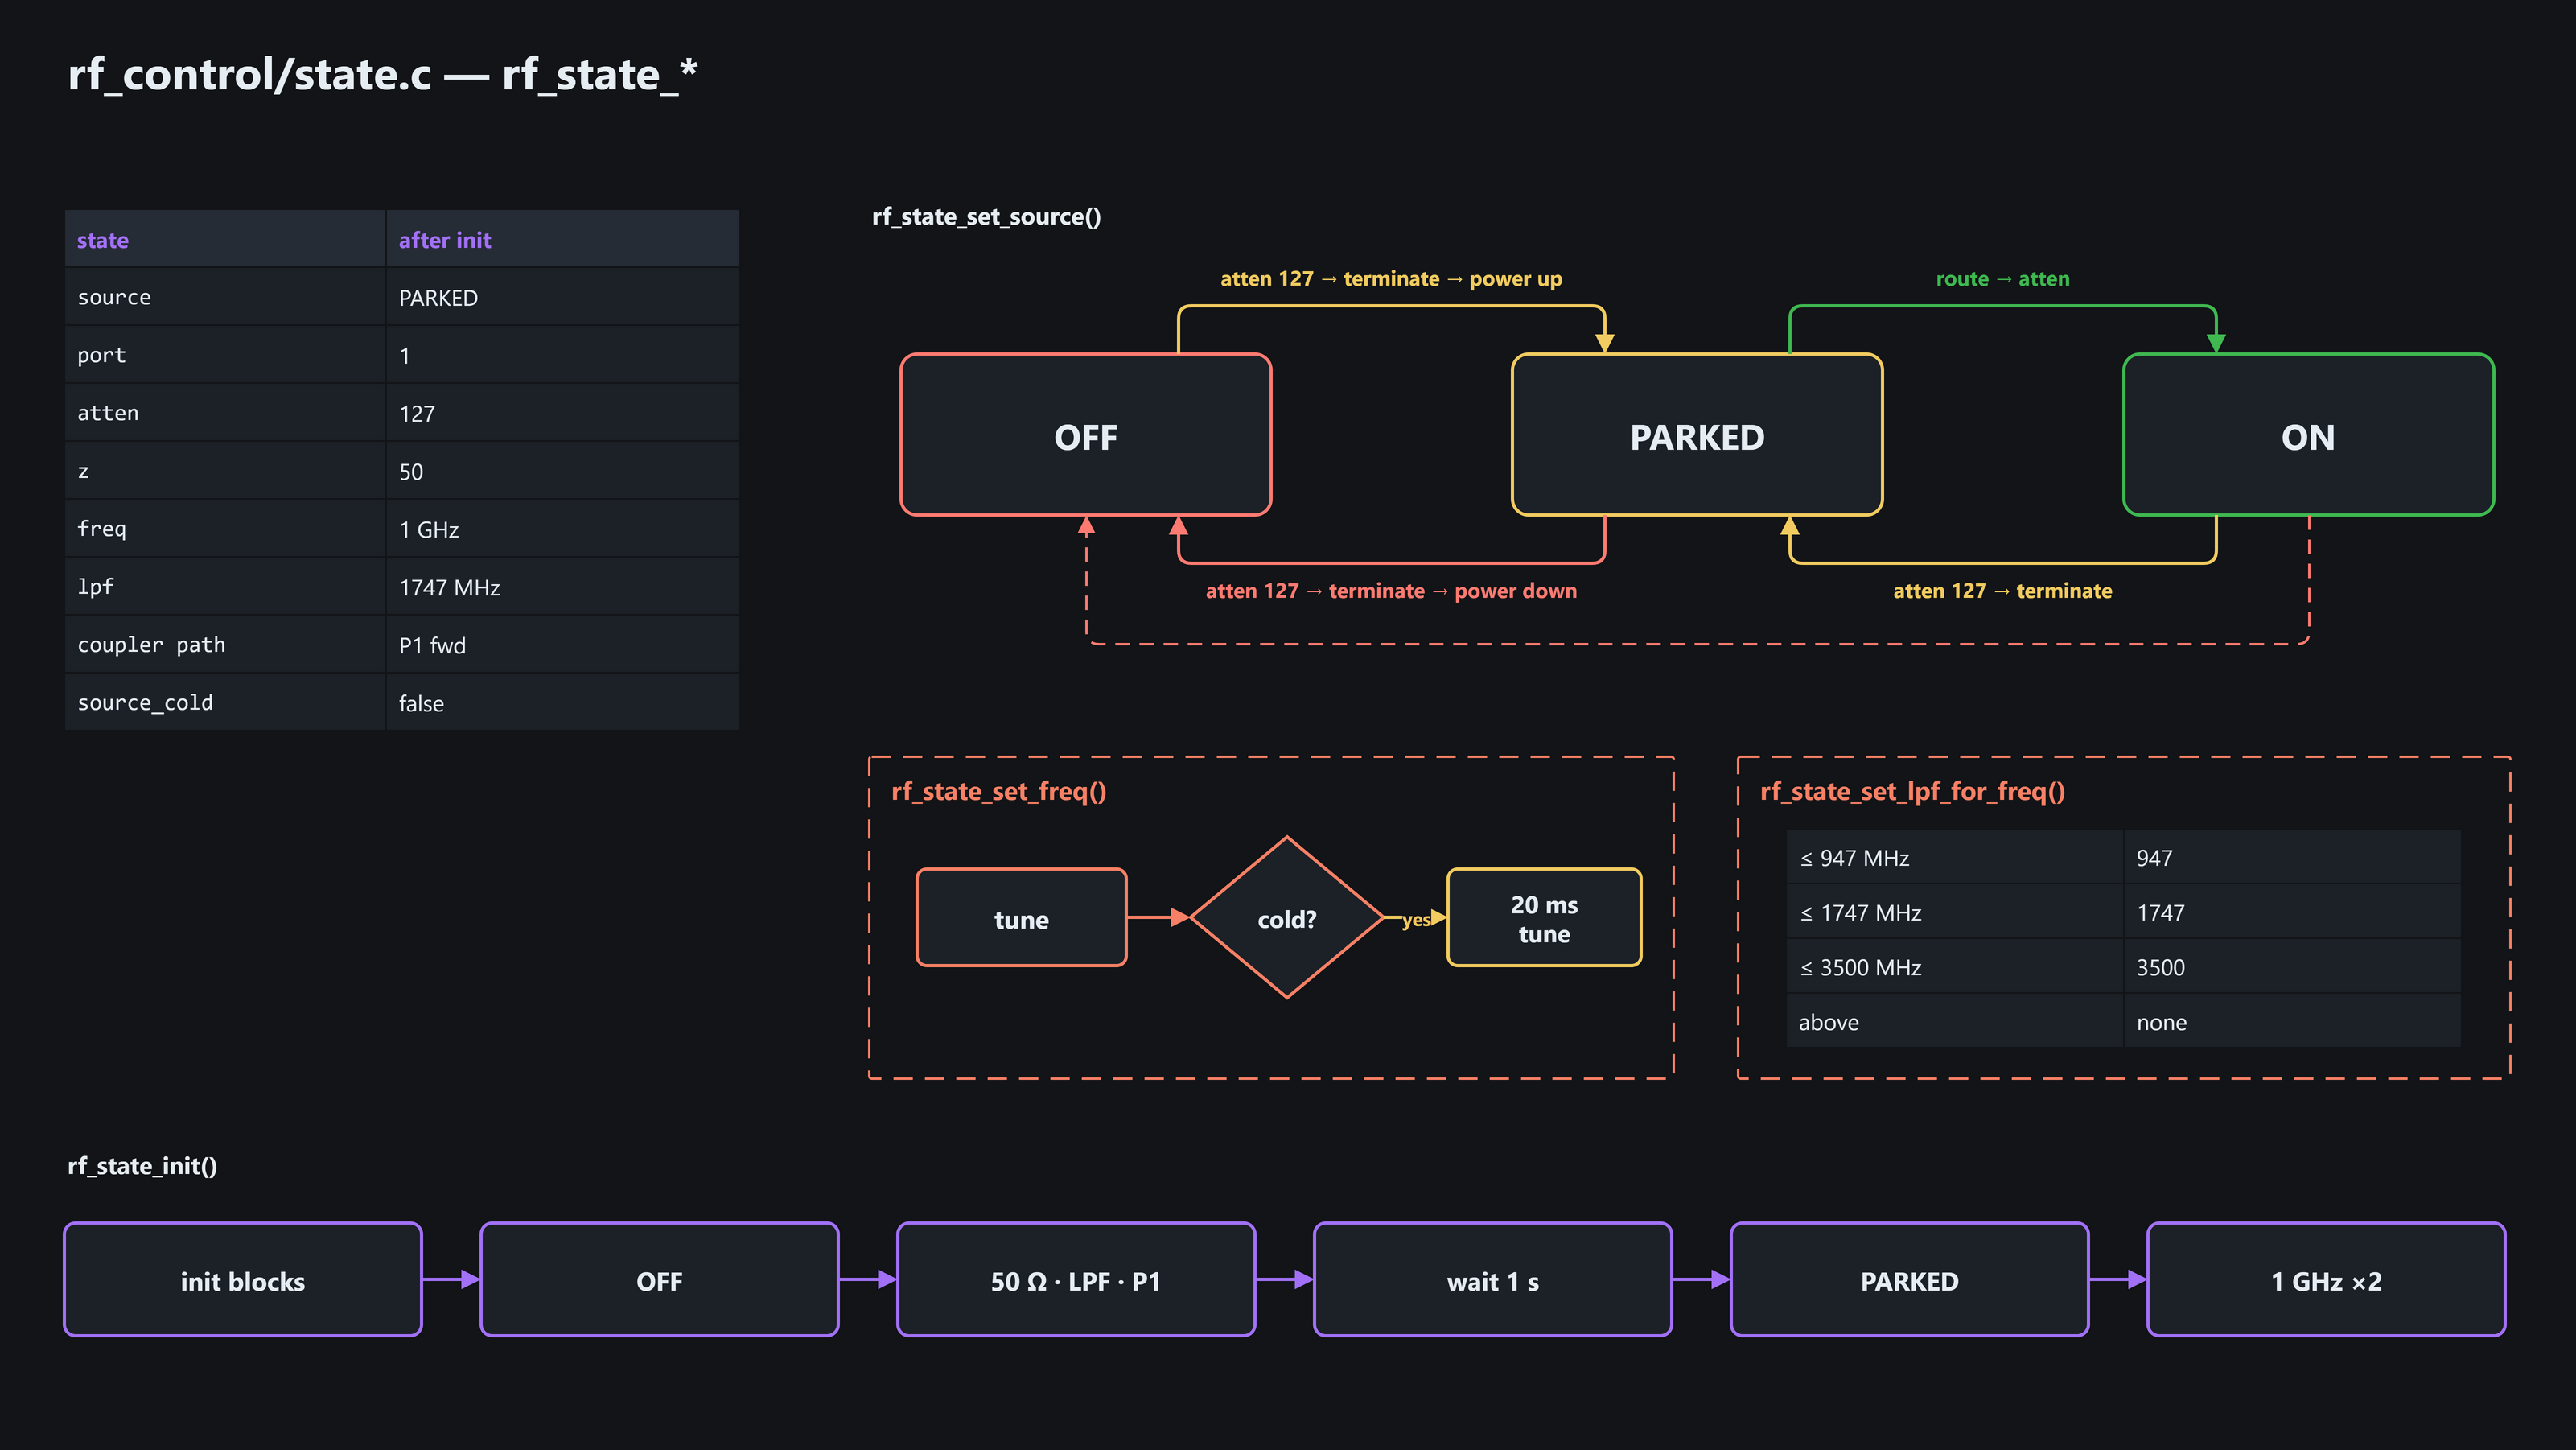 rf_control/state.c — rf_state_*
state after init
source PARKED
port 1
atten 127
z 50
freq 1 GHz
lpf 1747 MHz
coupler path P1 fwd
source_cold false
rf_state_set_source()
atten 127 → terminate → power up
route → atten
OFF
PARKED
ON
atten 127 → terminate → power down
atten 127 → terminate
rf_state_set_freq()
tune
cold?
yes
20 ms
tune
rf_state_set_lpf_for_freq()
≤ 947 MHz 947
≤ 1747 MHz 1747
≤ 3500 MHz 3500
above none
rf_state_init()
init blocks
OFF
50 Ω · LPF · P1
wait 1 s
PARKED
1 GHz ×2